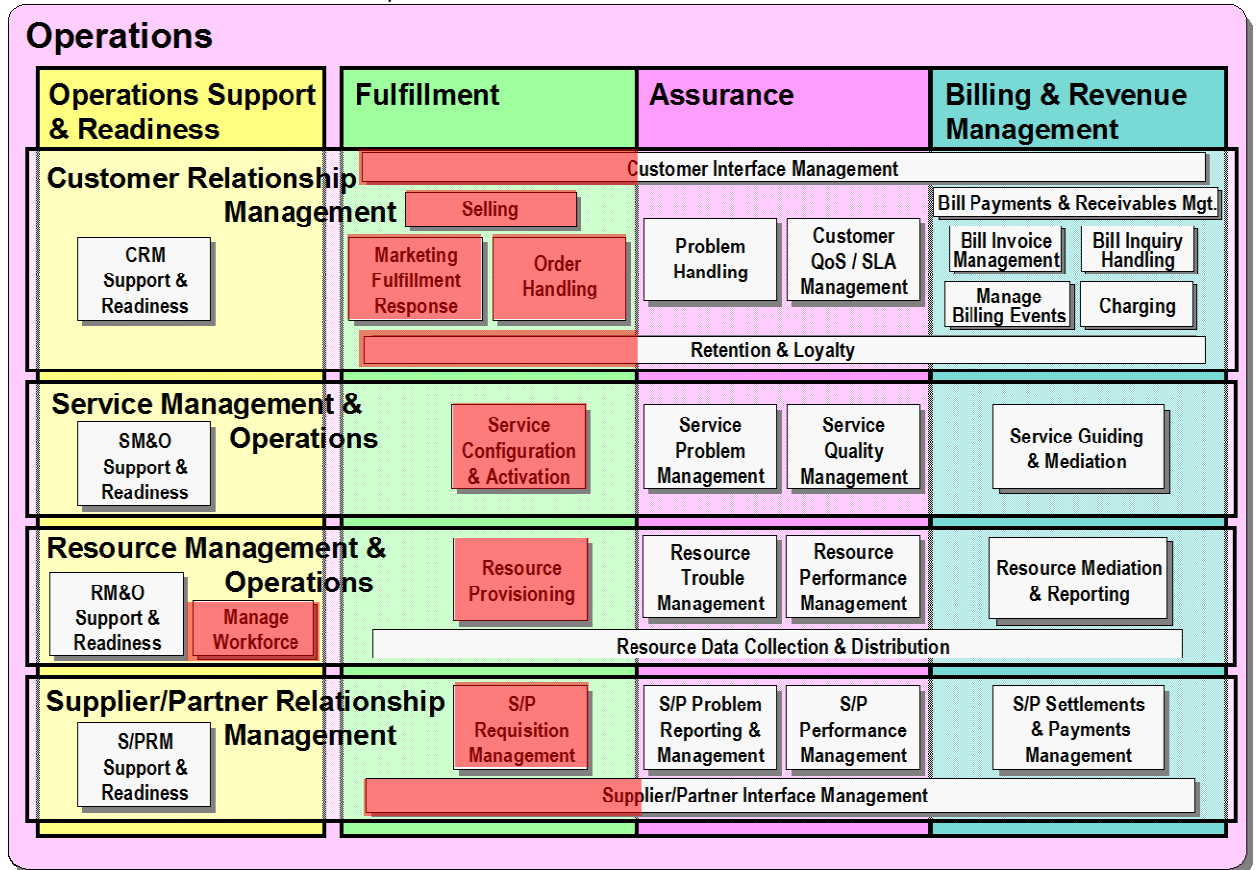 Operations
Operations Support
& Readiness
Fulfillment
Assurance
Billing & Revenue
Management
Customer Relationship
Management
Customer Interface Management
Selling
Bill Payments & Receivables Mgt.
CRM
Support &
Readiness
Marketing
Fulfillment
Response
Order
Handling
Problem
Handling
Customer
QoS / SLA
Management
Bill Invoice
Management
Bill Inquiry
Handling
Manage
Billing Events
Charging
Retention & Loyalty
Service Management &
Operations
SM&O
Support &
Readiness
Service
Configuration
& Activation
Service
Problem
Management
Service
Quality
Management
Service Guiding
& Mediation
Resource Management &
Operations
RM&O
Support &
Readiness
Manage
Workforce
Resource
Provisioning
Resource
Trouble
Management
Resource
Performance
Management
Resource Mediation
& Reporting
Resource Data Collection & Distribution
Supplier/Partner Relationship
Management
S/PRM
Support &
Readiness
S/P
Requisition
Management
S/P Problem
Reporting &
Management
S/P
Performance
Management
S/P Settlements
& Payments
Management
Supplier/Partner Interface Management